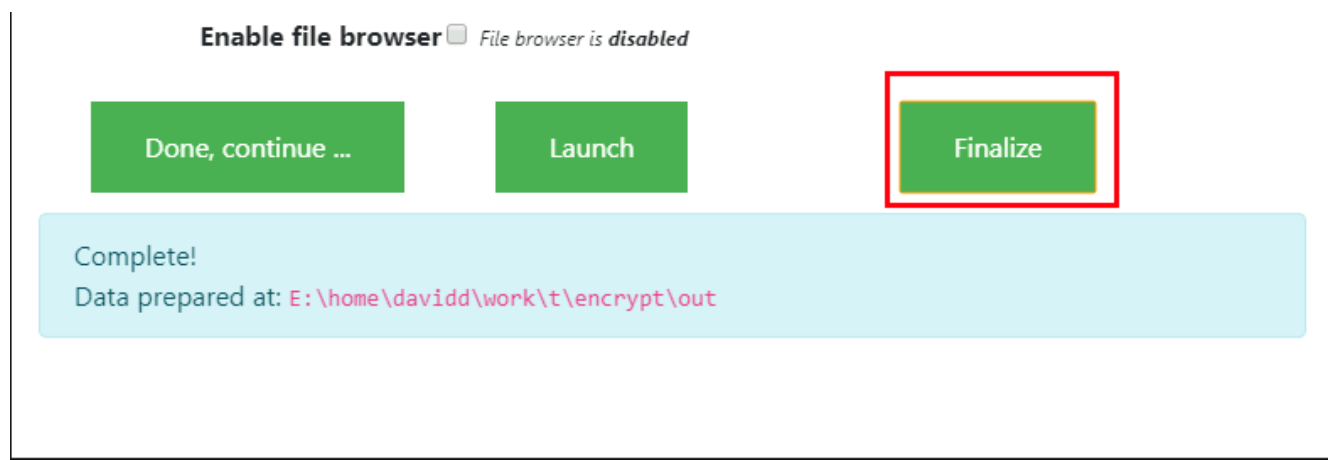 Enable file browser File browser is disabled
Done, continue ... Launch Finalize
Complete!
Data prepared at: E:\home\davidd\work\t\encrypt\out